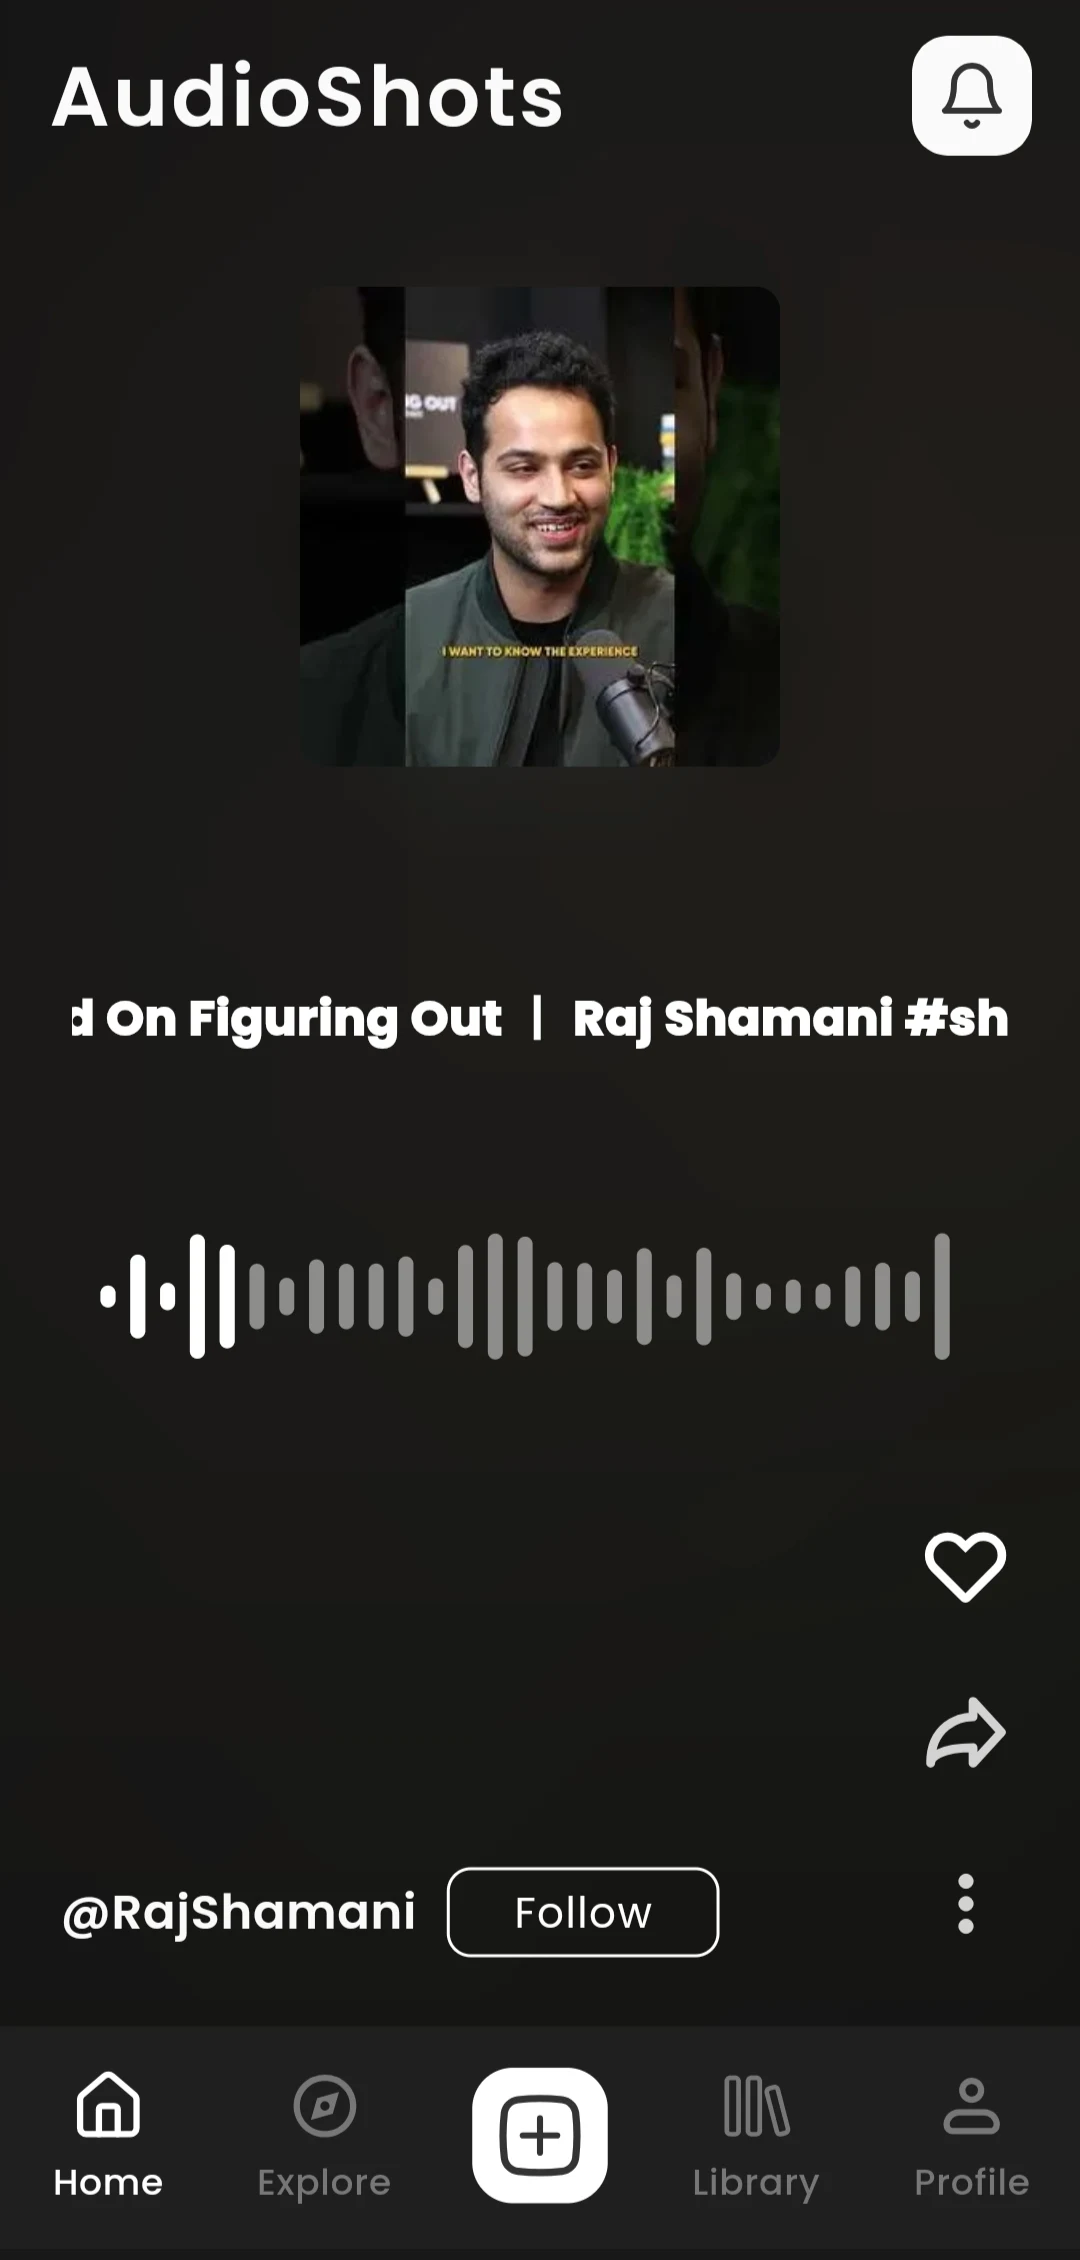 AudioShots
G OUT
I WANT TO KNOW THE EXPERIENCE
d On Figuring Out | Raj Shamani #sh
@RajShamani Follow
Home Explore Library Profile